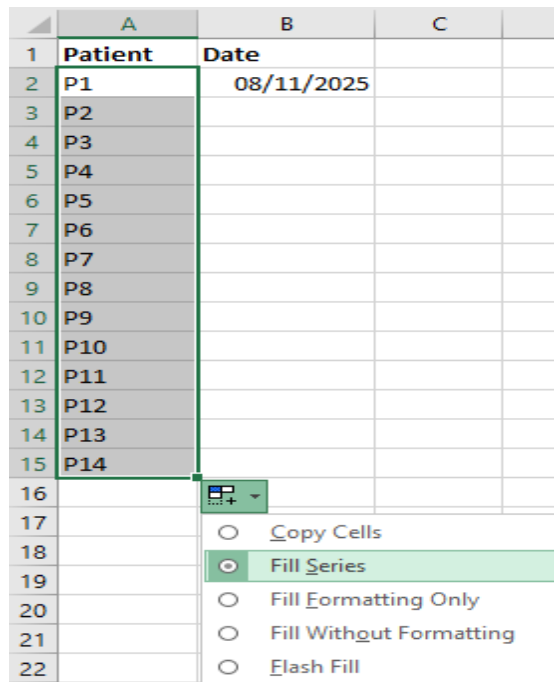 A B C
1 Patient Date
2 P1 08/11/2025
3 P2
4 P3
5 P4
6 P5
7 P6
8 P7
9 P8
10 P9
11 P10
12 P11
13 P12
14 P13
15 P14
16
17
Copy Cells
18
Fill Series
19
20 Fill Formatting Only
21 Fill Without Formatting
22 Flash Fill